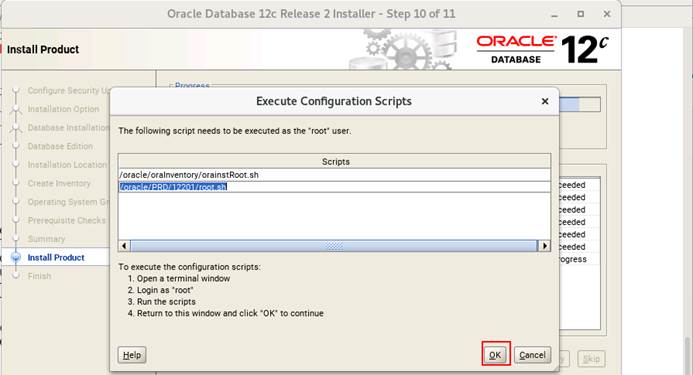 Oracle Database 12c Release 2 Installer - Step 10 of 11
Install Product
ORACLE
DATABASE
12c
Configure Security Up
Installation Option
Database Installation
Database Edition
Installation Location
Create Inventory
Operating System Gr
Prerequisite Checks
Summary
Install Product
Finish
Progress
Execute Configuration Scripts
The following script needs to be executed as the "root" user.
Scripts
/oracle/oraInventory/orainstRoot.sh
/oracle/PRD/12201/root.sh
To execute the configuration scripts:
1. Open a terminal window
2. Login as "root"
3. Run the scripts
4. Return to this window and click "OK" to continue
Help
OK
Cancel
ceeded
ceeded
ceeded
ceeded
ceeded
ceeded
rogress
Skip